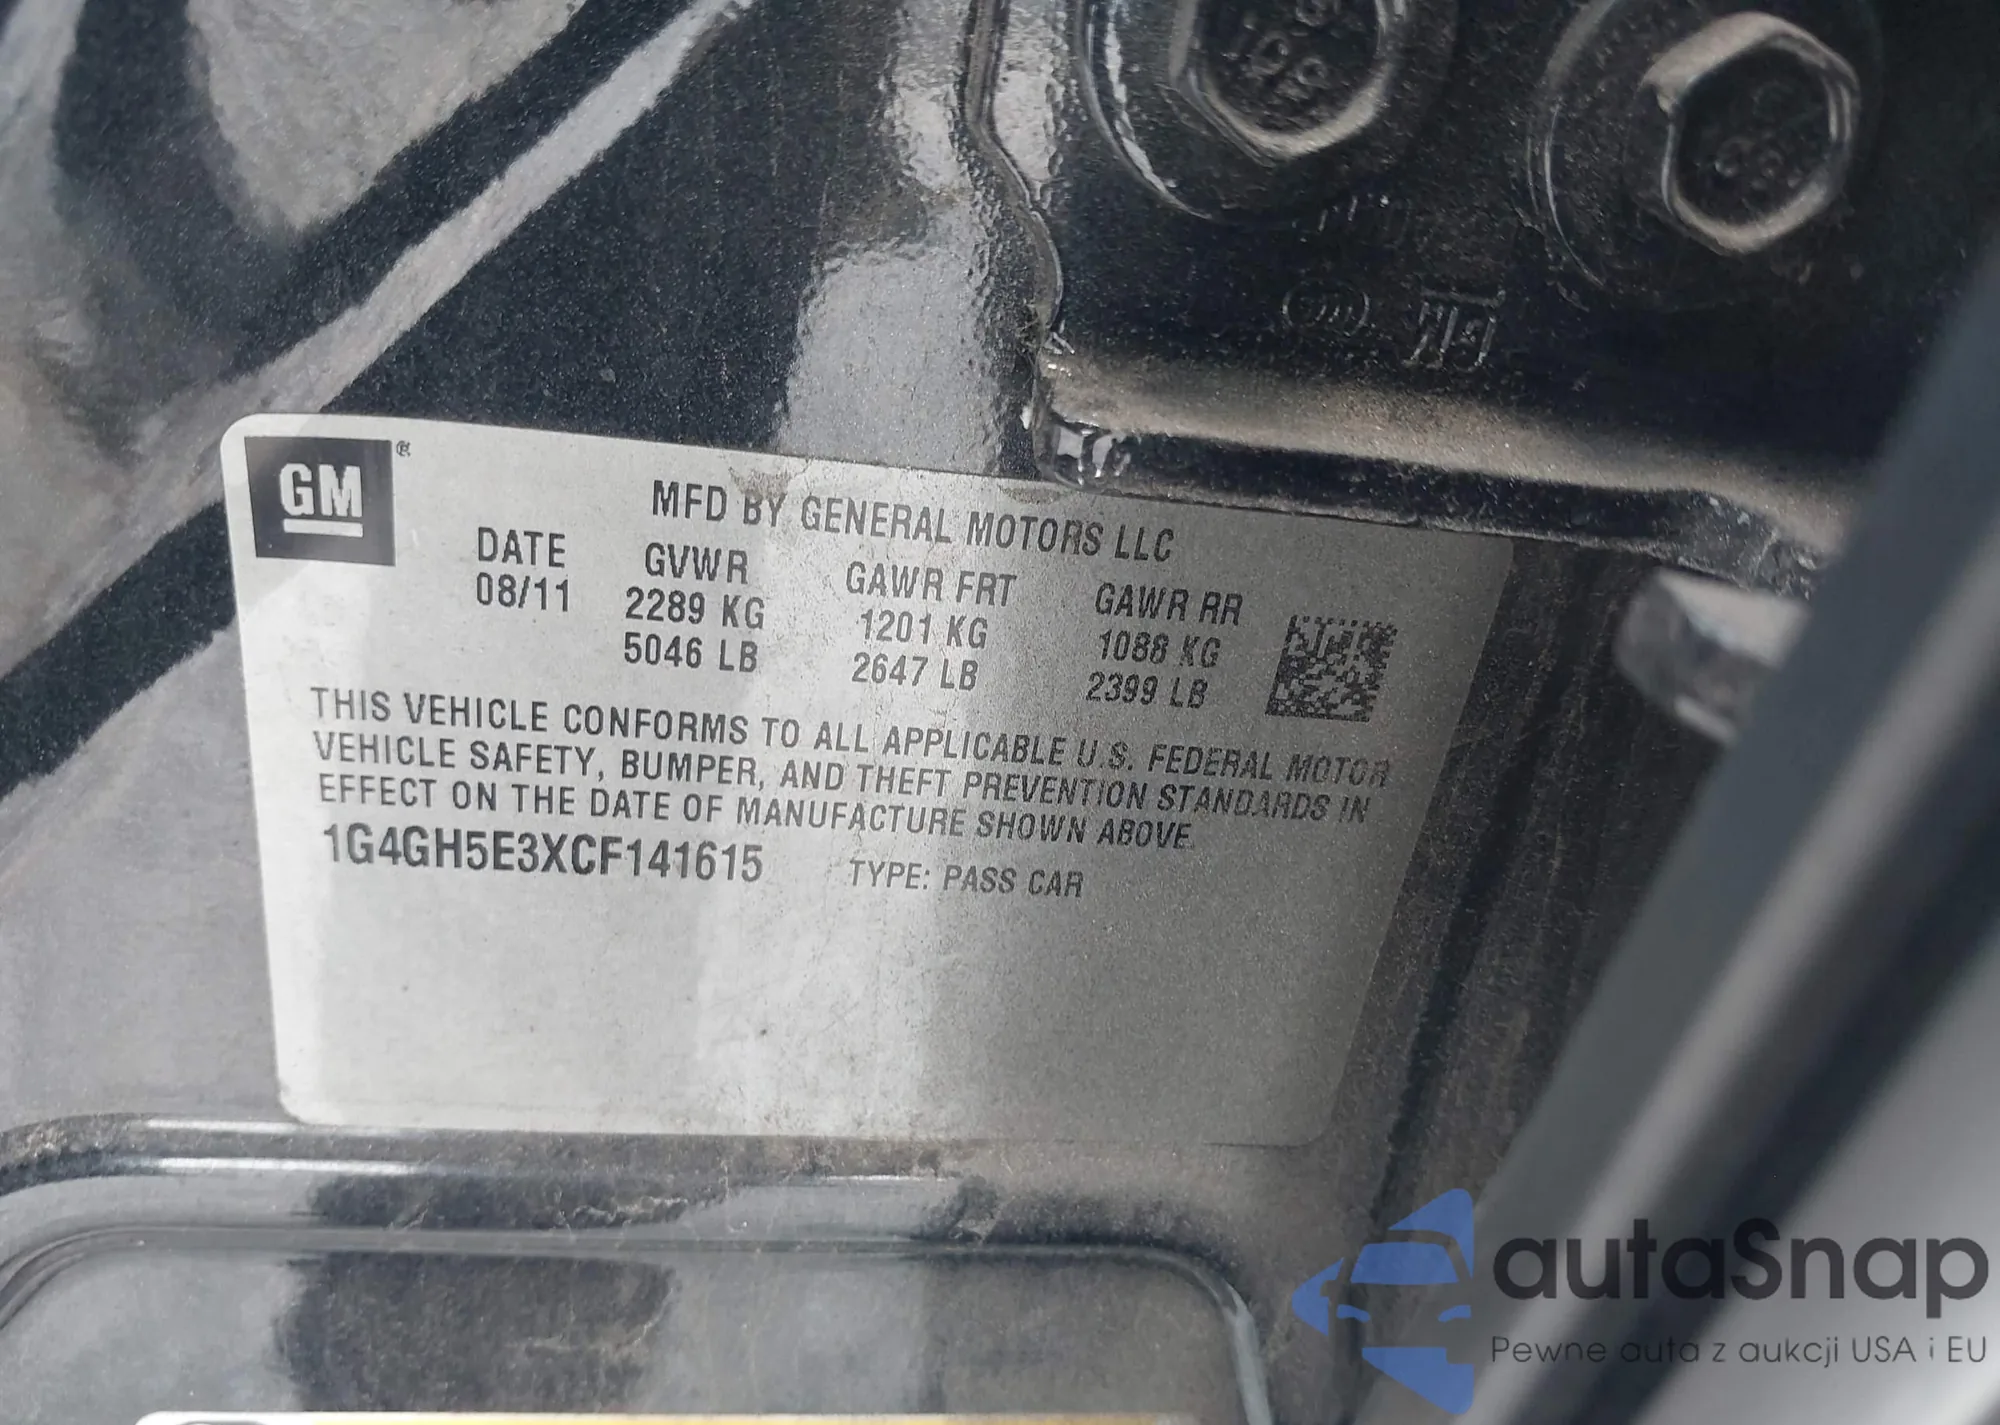 GM ®
MFD BY GENERAL MOTORS LLC
DATE GVWR GAWR FRT GAWR RR
08/11 2289 KG 1201 KG 1088 KG
5046 LB 2647 LB 2399 LB
THIS VEHICLE CONFORMS TO ALL APPLICABLE U.S. FEDERAL MOTOR
VEHICLE SAFETY, BUMPER, AND THEFT PREVENTION STANDARDS IN
EFFECT ON THE DATE OF MANUFACTURE SHOWN ABOVE.
1G4GH5E3XCF141615 TYPE: PASS CAR
autaSnap
Pewne auta z aukcji USA i EU